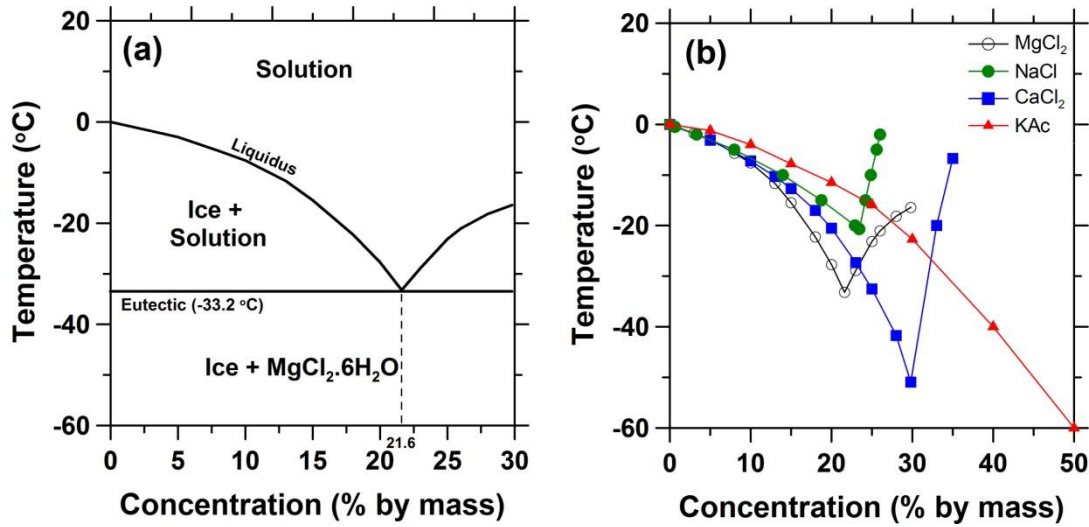 (a)
Solution
Liquidus
Ice +
Solution
Eutectic (-33.2 °C)
Ice + MgCl₂.6H₂O
21.6
20
0
-20
-40
-60
0 5 10 15 20 25 30
Temperature (°C)
Concentration (% by mass)
(b)
MgCl₂
NaCl
CaCl₂
KAc
20
0
-20
-40
-60
0 10 20 30 40 50
Temperature (°C)
Concentration (% by mass)